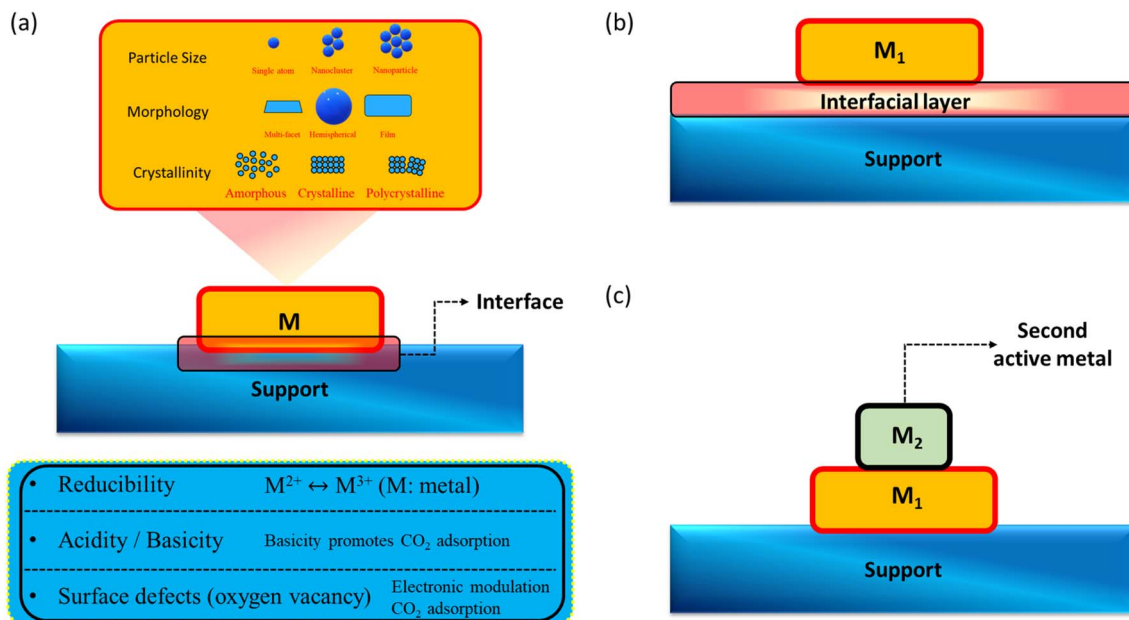 (a)
Particle Size
Single atom Nanocluster Nanoparticle
Morphology
Multi-facet Hemispherical Film
Crystallinity
Amorphous Crystalline Polycrystalline
M
Interface
Support
• Reducibility M²⁺ ↔ M³⁺ (M: metal)
• Acidity / Basicity Basicity promotes CO₂ adsorption
• Surface defects (oxygen vacancy) Electronic modulation
CO₂ adsorption
(b)
M₁
Interfacial layer
Support
(c)
Second
active metal
M₂
M₁
Support